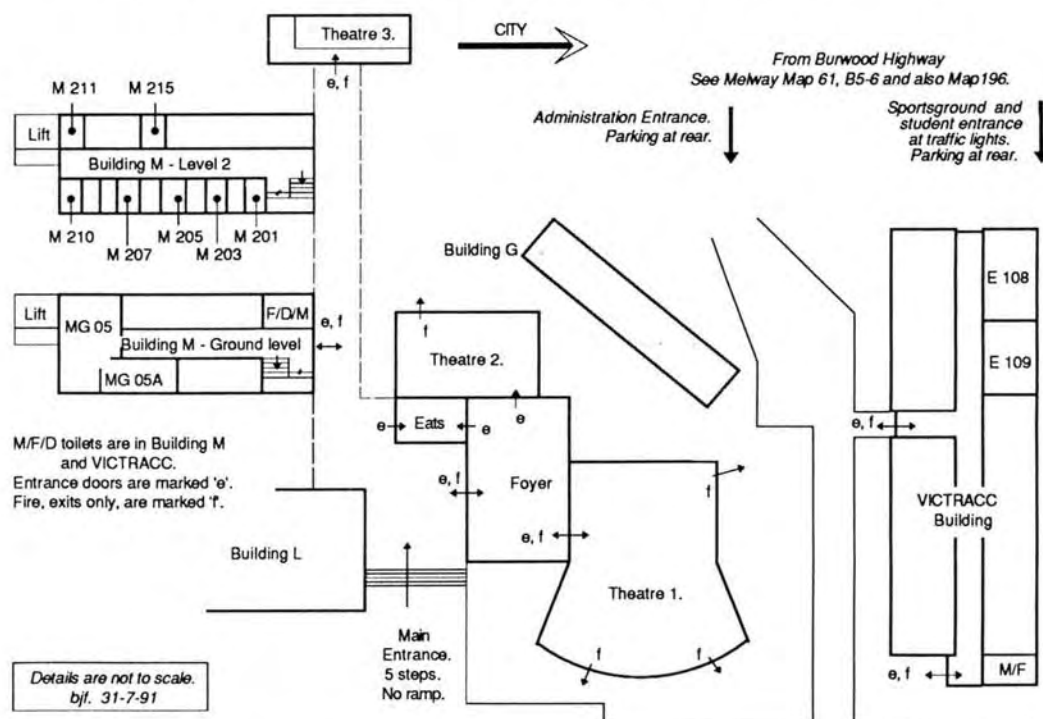 Theatre 3.
e, f
CITY
From Burwood Highway
See Melway Map 61, B5-6 and also Map196.
Administration Entrance.
Parking at rear.
Sportsground and
student entrance
at traffic lights.
Parking at rear.
M 211
M 215
Lift
Building M - Level 2
M 210
M 207
M 205
M 203
M 201
Building G
E 108
E 109
Lift
MG 05
F/D/M
Building M - Ground level
MG 05A
e, f
f
Theatre 2.
e
Eats
e
e
e, f
Foyer
e, f
f
Theatre 1.
f
f
M/F/D toilets are in Building M
and VICTRACC.
Entrance doors are marked 'e'.
Fire, exits only, are marked 'f'.
Building L
Main
Entrance.
5 steps.
No ramp.
e, f
VICTRACC
Building
e, f
M/F
Details are not to scale.
bjf. 31-7-91